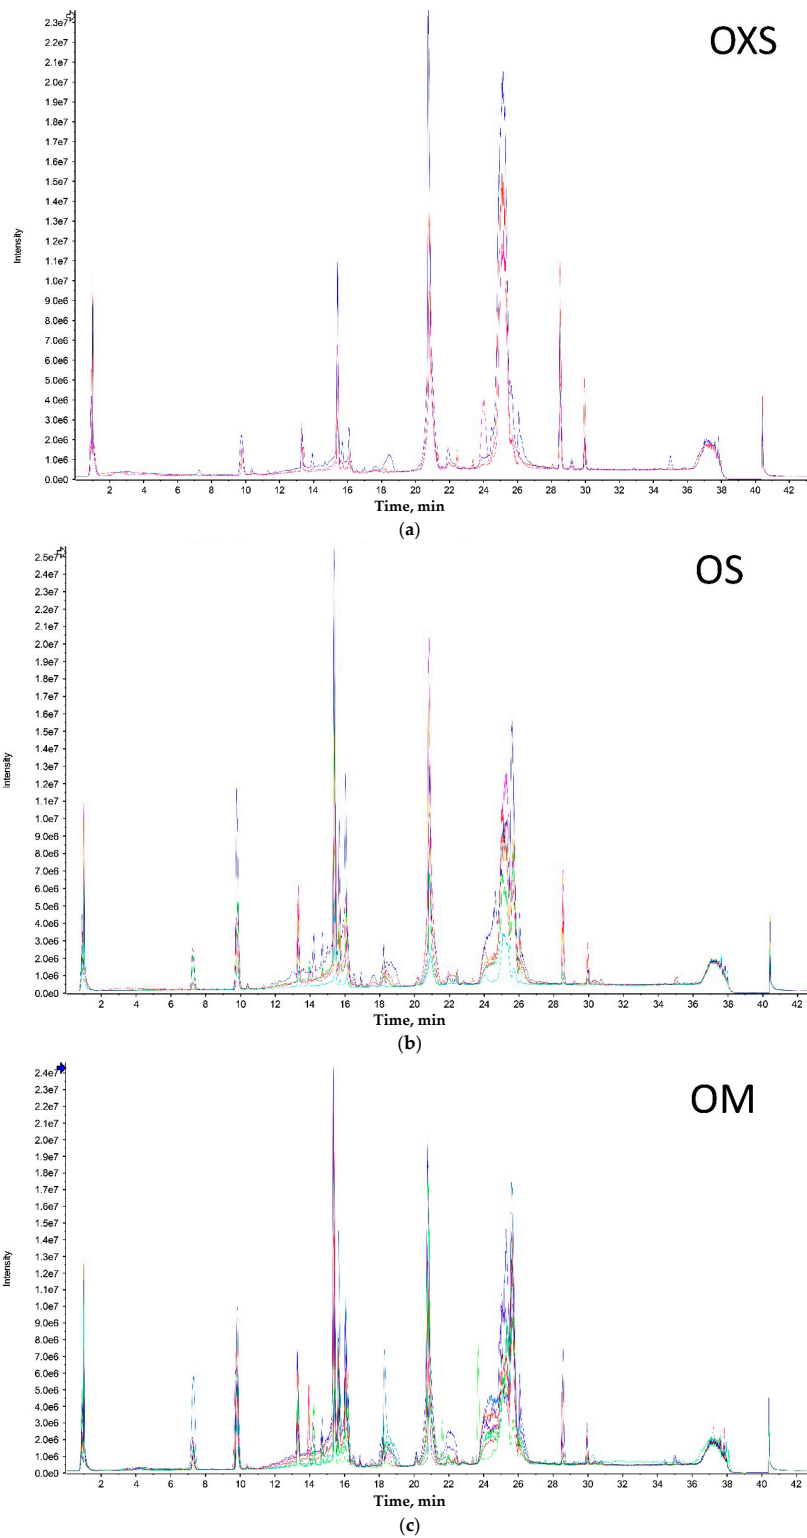 OXS
2.3e7
2.2e7
2.1e7
2.0e7
1.8e7
1.7e7
1.6e7
1.5e7
1.4e7
1.3e7
1.2e7
1.1e7
1.0e7
9.0e6
8.0e6
7.0e6
6.0e6
5.0e6
4.0e6
3.0e6
2.0e6
1.0e6
0.0e0
Intensity
2 4 6 8 10 12 14 16 18 20 22 24 26 28 30 32 34 36 38 40 42
Time, min
(a)
OS
2.5e7
2.4e7
2.3e7
2.2e7
2.1e7
2.0e7
1.9e7
1.8e7
1.7e7
1.6e7
1.5e7
1.4e7
1.3e7
1.2e7
1.1e7
1.0e7
9.0e6
8.0e6
7.0e6
6.0e6
5.0e6
4.0e6
3.0e6
2.0e6
1.0e6
0.0e0
Intensity
2 4 6 8 10 12 14 16 18 20 22 24 26 28 30 32 34 36 38 40 42
Time, min
(b)
OM
2.4e7
2.2e7
2.1e7
2.0e7
1.9e7
1.8e7
1.7e7
1.6e7
1.5e7
1.4e7
1.3e7
1.2e7
1.1e7
1.0e7
9.0e6
8.0e6
7.0e6
6.0e6
5.0e6
4.0e6
3.0e6
2.0e6
1.0e6
0.0e0
Intensity
2 4 6 8 10 12 14 16 18 20 22 24 26 28 30 32 34 36 38 40 42
Time, min
(c)